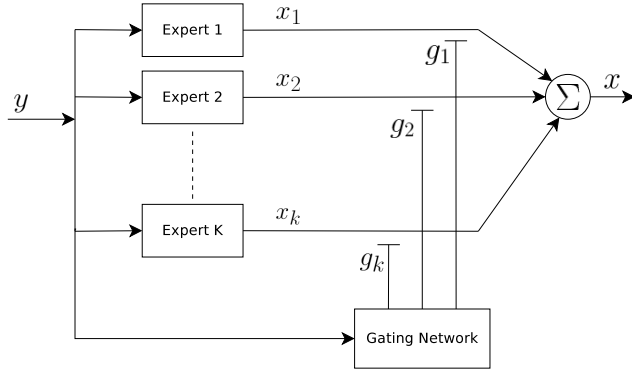 Expert 1
x₁
g₁
Expert 2
x₂
x
y
∑
g₂
Expert K
xₖ
gₖ
Gating Network